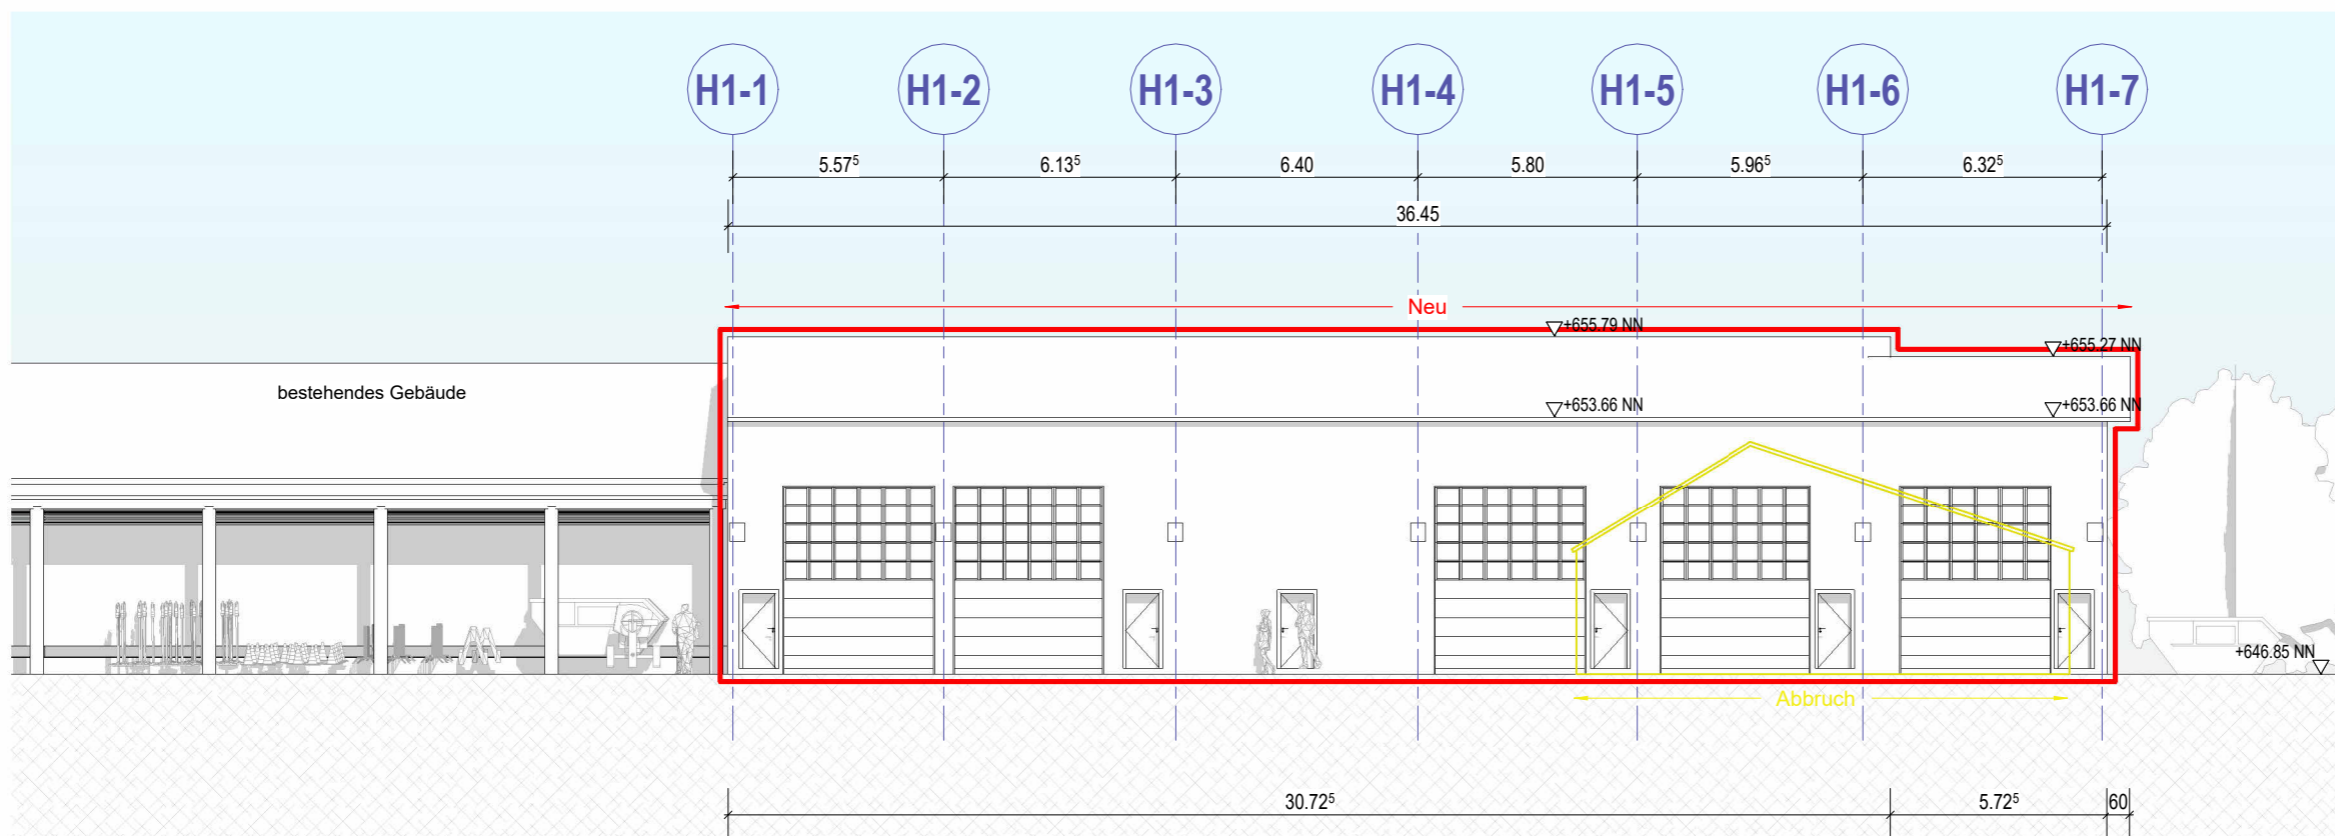 H1-1 H1-2 H1-3 H1-4 H1-5 H1-6 H1-7
5.57⁵ 6.13⁵ 6.40 5.80 5.96⁵ 6.32⁵
36.45
Neu
+655.79 NN
+655.27 NN
bestehendes Gebäude
+653.66 NN +653.66 NN
+646.85 NN
Abbruch
30.72⁵ 5.72⁵ 60